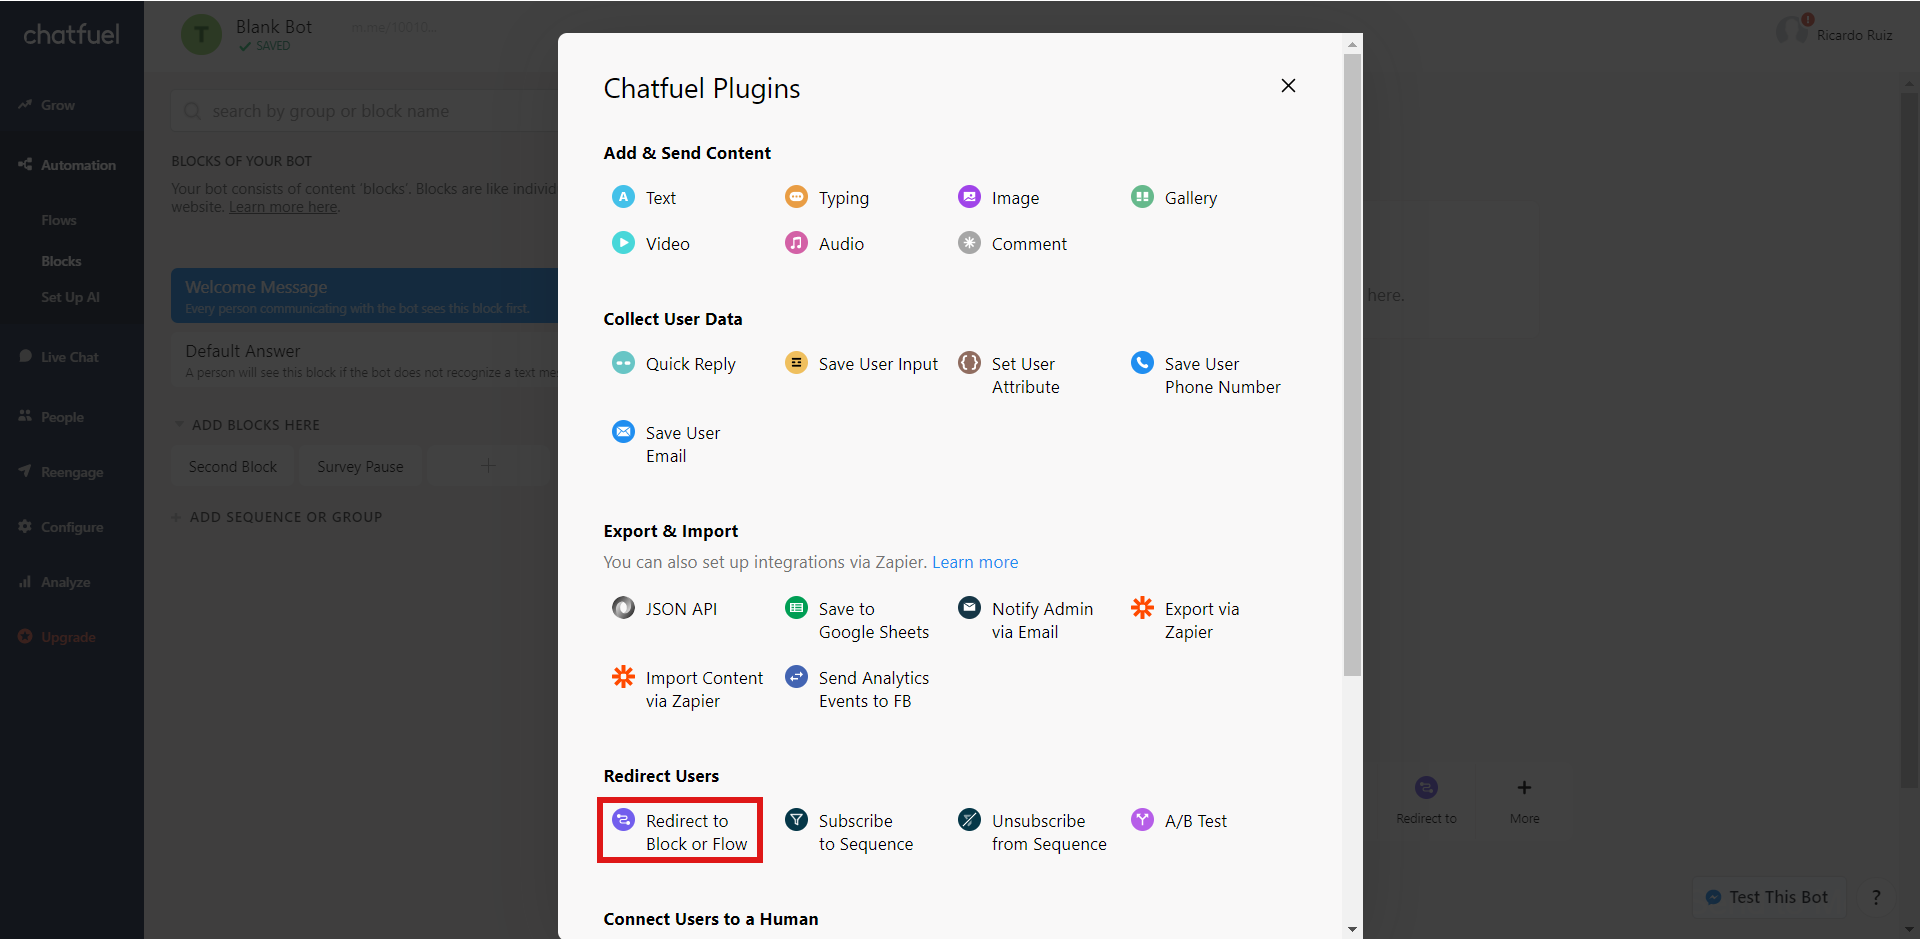 chatfuel
T
Blank Bot
m.me/10010...
SAVED
Ricardo Ruiz
Grow
Automation
Flows
Blocks
Set Up AI
Live Chat
People
Reengage
Configure
Analyze
Upgrade
search by group or block name
BLOCKS OF YOUR BOT
Your bot consists of content 'blocks'. Blocks are like individ
website. Learn more here.
Welcome Message
Every person communicating with the bot sees this block first.
Default Answer
A person will see this block if the bot does not recognize a text me
ADD BLOCKS HERE
Second Block
Survey Pause
ADD SEQUENCE OR GROUP
Chatfuel Plugins
Add & Send Content
Text
Typing
Image
Gallery
Video
Audio
Comment
Collect User Data
Quick Reply
Save User Input
Set User
Attribute
Save User
Phone Number
Save User
Email
Export & Import
You can also set up integrations via Zapier. Learn more
JSON API
Save to
Google Sheets
Notify Admin
via Email
Export via
Zapier
Import Content
via Zapier
Send Analytics
Events to FB
Redirect Users
Redirect to
Block or Flow
Subscribe
to Sequence
Unsubscribe
from Sequence
A/B Test
Connect Users to a Human
here.
Redirect to
More
Test This Bot
?